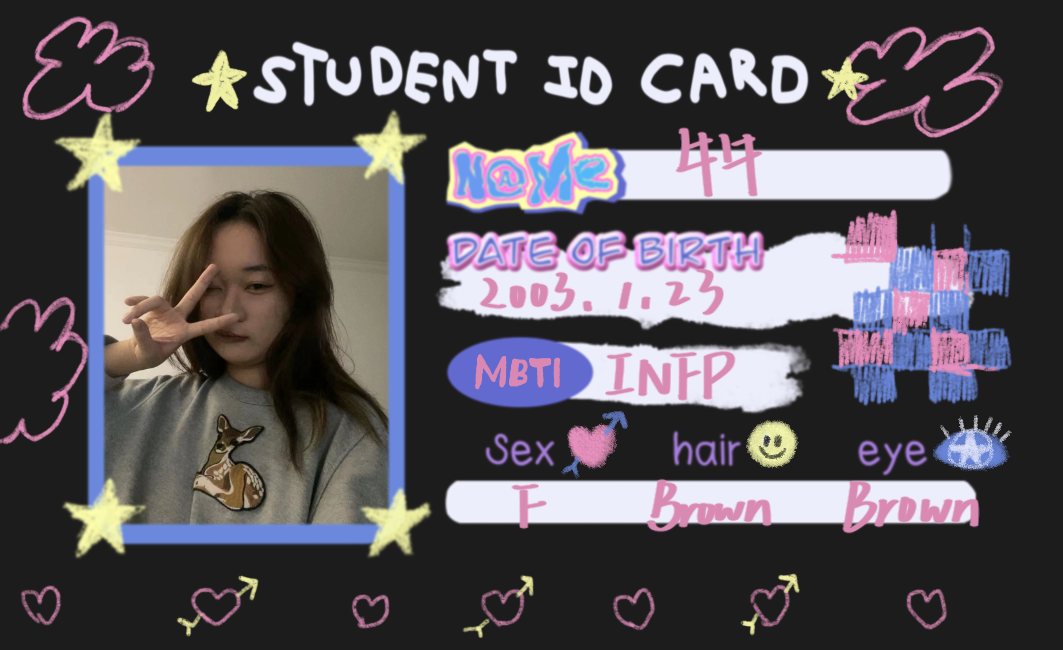 STUDENT ID CARD
N@Me 44
DATE OF BIRTH
2003. 1. 23
MBTI INFP
Sex hair eye
F Brown Brown